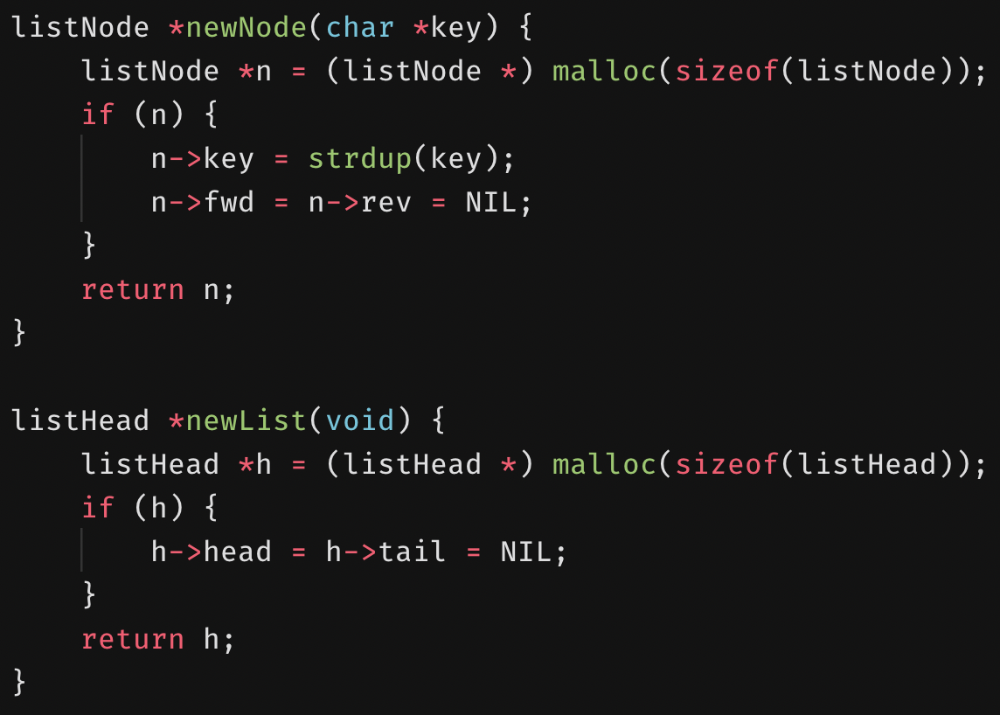 listNode *newNode(char *key) {
    listNode *n = (listNode *) malloc(sizeof(listNode));
    if (n) {
        n->key = strdup(key);
        n->fwd = n->rev = NIL;
    }
    return n;
}

listHead *newList(void) {
    listHead *h = (listHead *) malloc(sizeof(listHead));
    if (h) {
        h->head = h->tail = NIL;
    }
    return h;
}